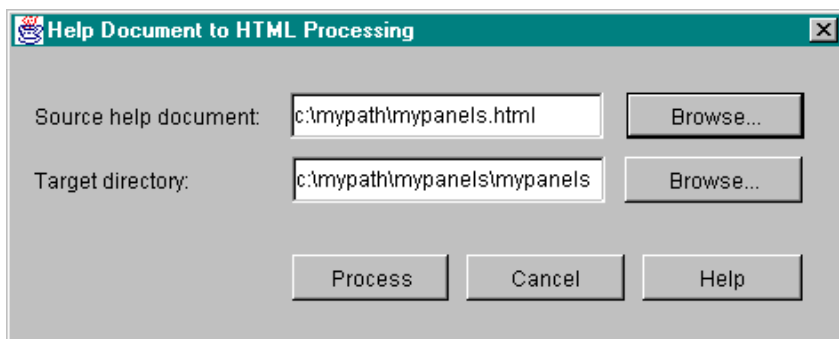 Help Document to HTML Processing
Source help document: c:\mypath\mypanels.html Browse...
Target directory: c:\mypath\mypanels\mypanels Browse...
Process Cancel Help